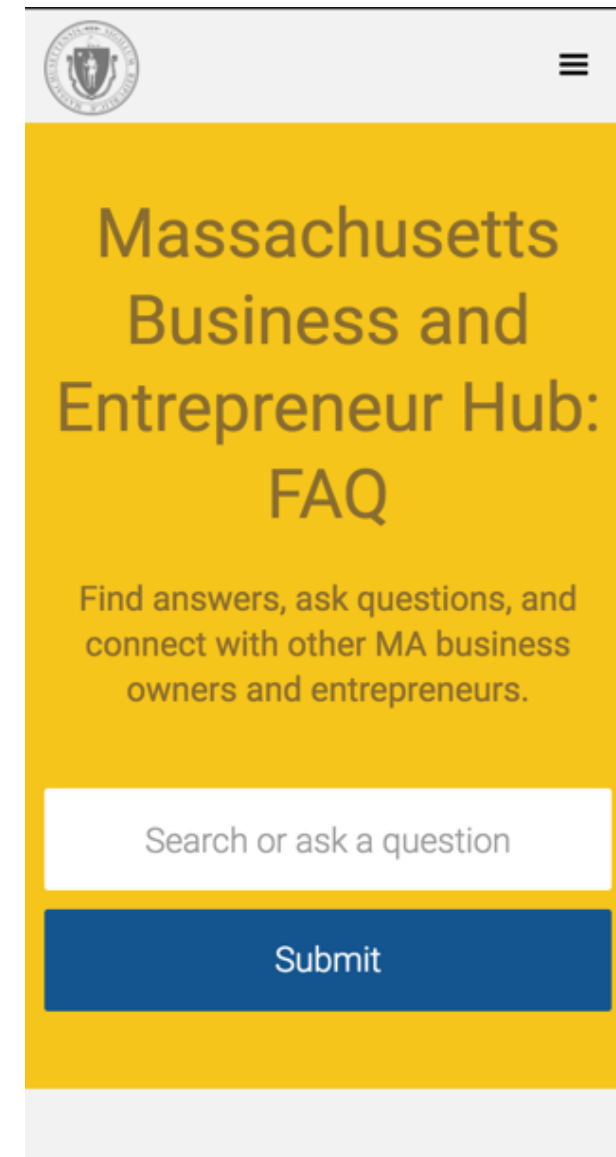 Massachusetts
Business and
Entrepreneur Hub:
FAQ
Find answers, ask questions, and
connect with other MA business
owners and entrepreneurs.
Search or ask a question
Submit